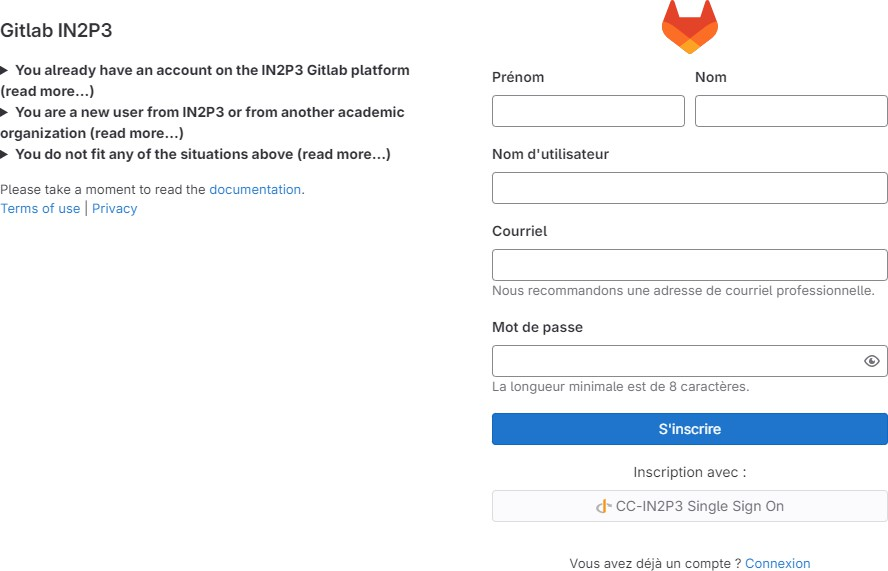 Gitlab IN2P3
You already have an account on the IN2P3 Gitlab platform
(read more...)
You are a new user from IN2P3 or from another academic
organization (read more...)
You do not fit any of the situations above (read more...)
Please take a moment to read the documentation.
Terms of use | Privacy
Prénom
Nom
Nom d'utilisateur
Courriel
Nous recommandons une adresse de courriel professionnelle.
Mot de passe
La longueur minimale est de 8 caractères.
S'inscrire
Inscription avec :
CC-IN2P3 Single Sign On
Vous avez déjà un compte ? Connexion